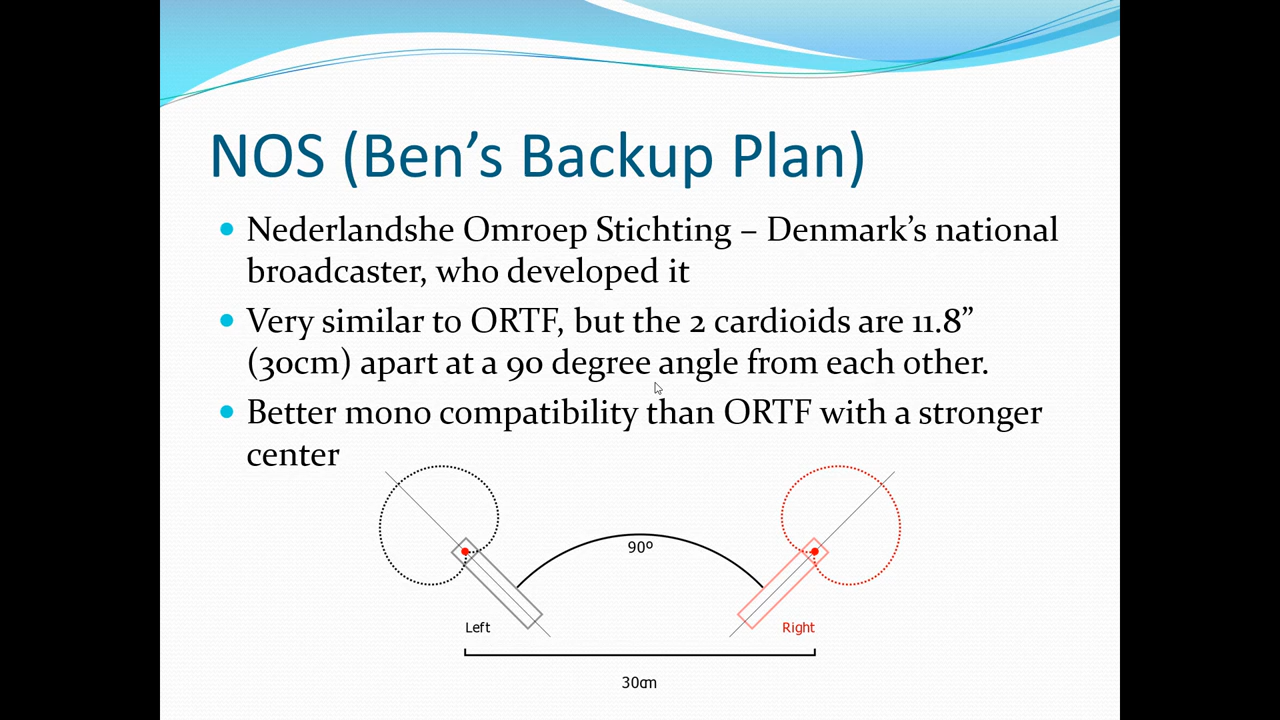 NOS (Ben’s Backup Plan)
Nederlandshe Omroep Stichting – Denmark’s national
broadcaster, who developed it
Very similar to ORTF, but the 2 cardioids are 11.8”
(30cm) apart at a 90 degree angle from each other.
Better mono compatibility than ORTF with a stronger
center
90º
Left
Right
30cm